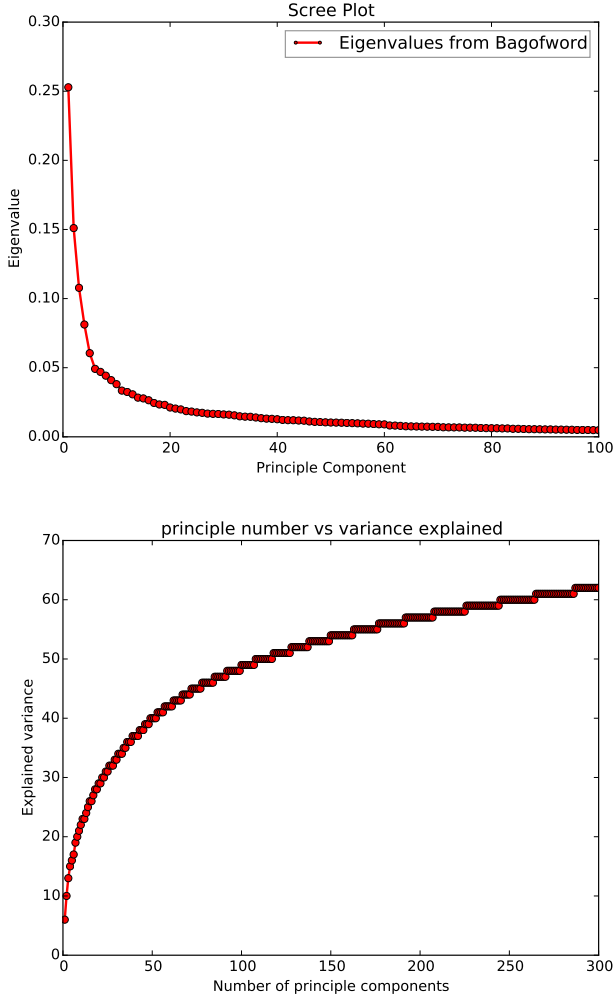 Scree Plot
0.30
Eigenvalues from Bagofword
0.25
0.20
0.15
0.10
0.05
0.00
Eigenvalue
0 20 40 60 80 100
Principle Component
principle number vs variance explained
70
60
50
40
30
20
10
0
Explained variance
0 50 100 150 200 250 300
Number of principle components